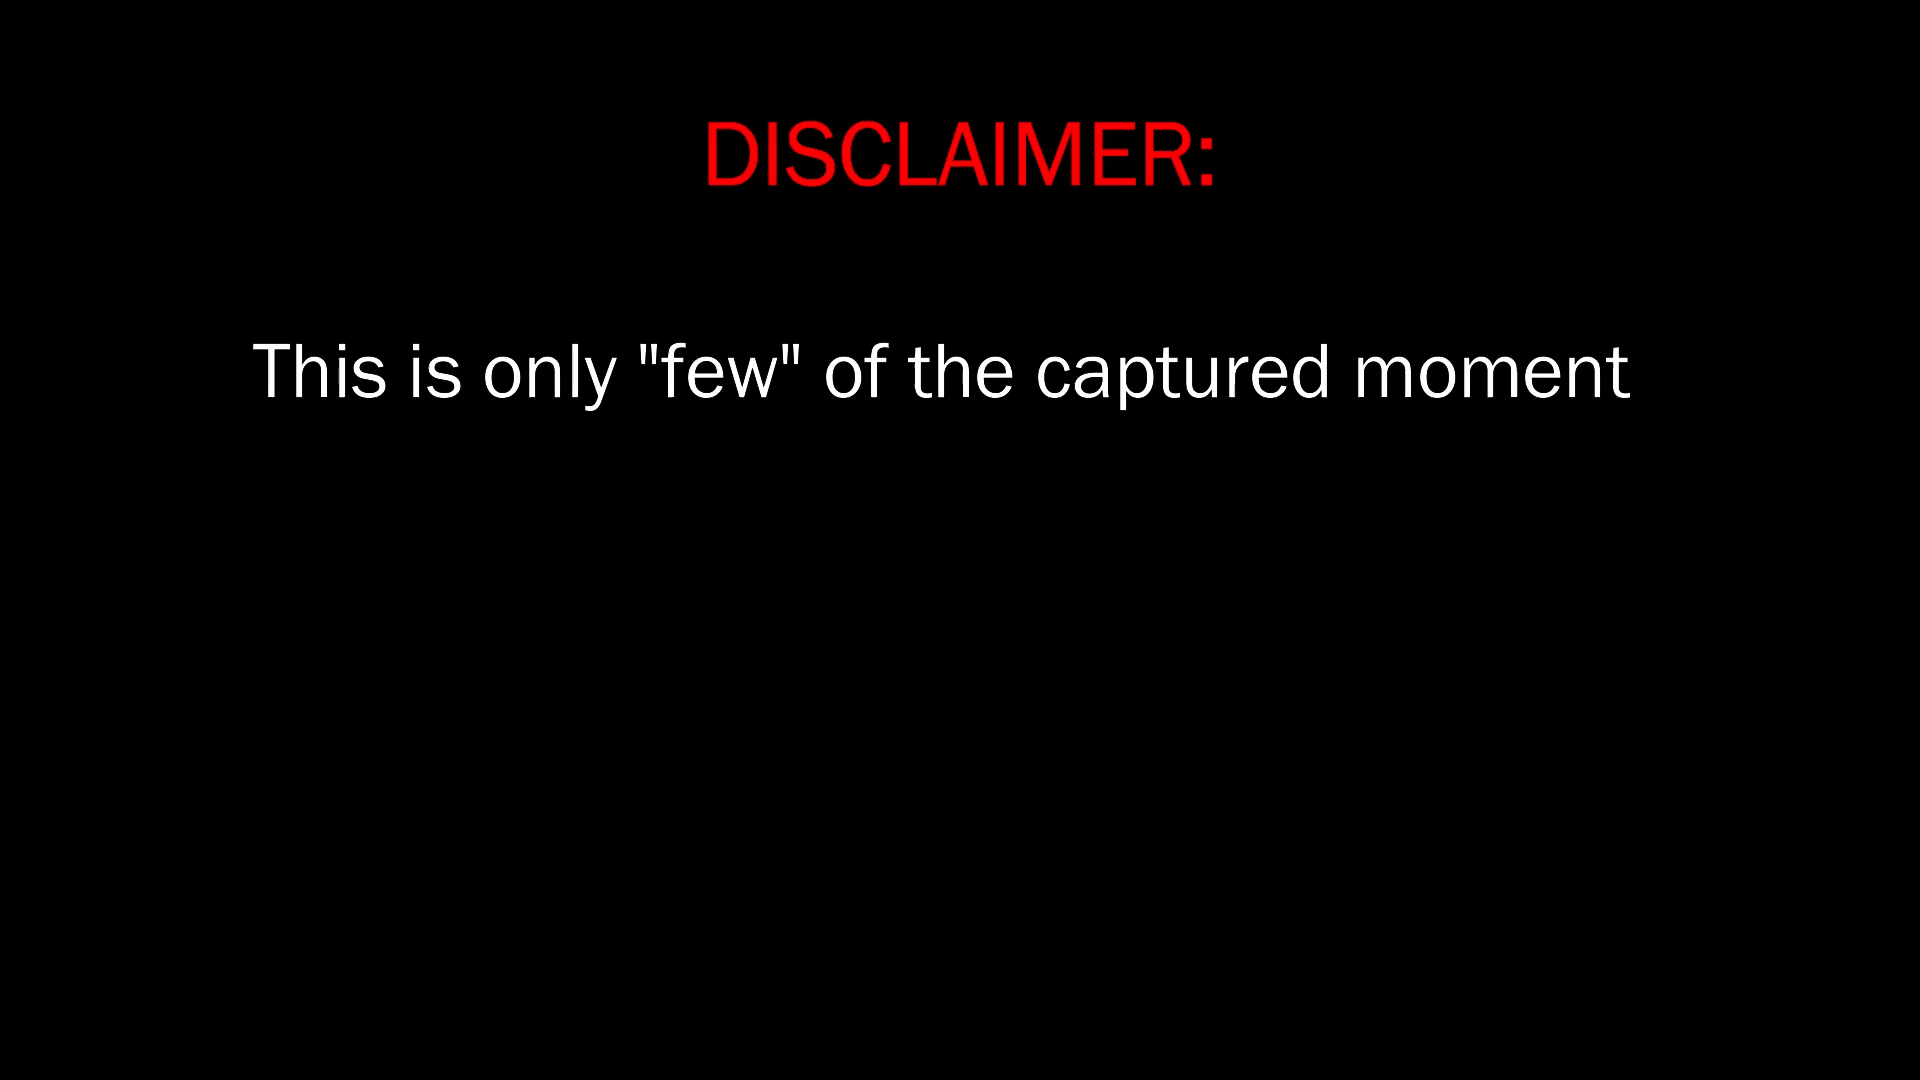 DISCLAIMER:
This is only "few" of the captured moment